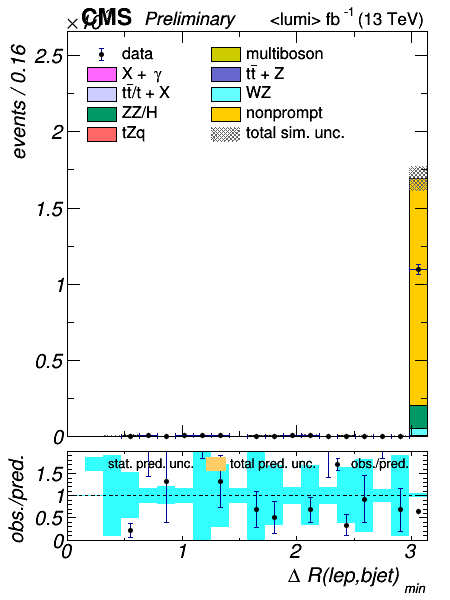 CMS Preliminary <lumi> fb⁻¹ (13 TeV)
events / 0.16
2.5
2
1.5
1
0.5
0
data
X + γ
tt̄/t + X
ZZ/H
tZq
multiboson
tt̄ + Z
WZ
nonprompt
total sim. unc.
obs./pred.
1.5
1
0.5
0
stat. pred. unc. total pred. unc. obs./pred.
0 1 2 3
Δ R(lep,bjet) min